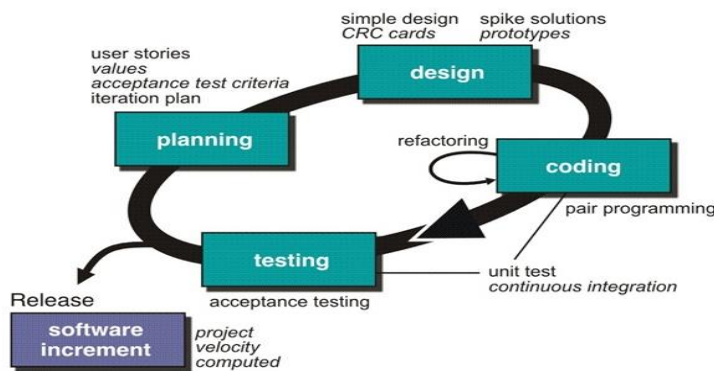 simple design
CRC cards
spike solutions
prototypes
user stories
values
acceptance test criteria
iteration plan
design
planning
refactoring
coding
pair programming
testing
unit test
continuous integration
acceptance testing
Release
software
increment
project
velocity
computed